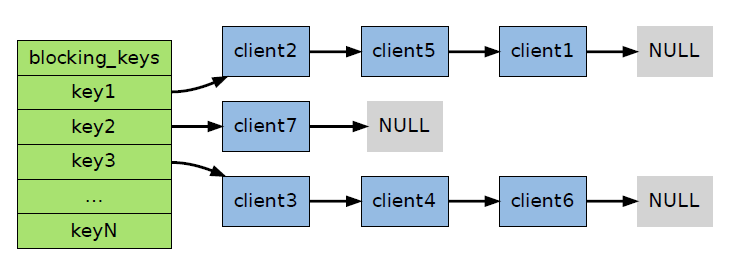 blocking_keys
key1
key2
key3
...
keyN
client2 client5 client1 NULL
client7 NULL
client3 client4 client6 NULL